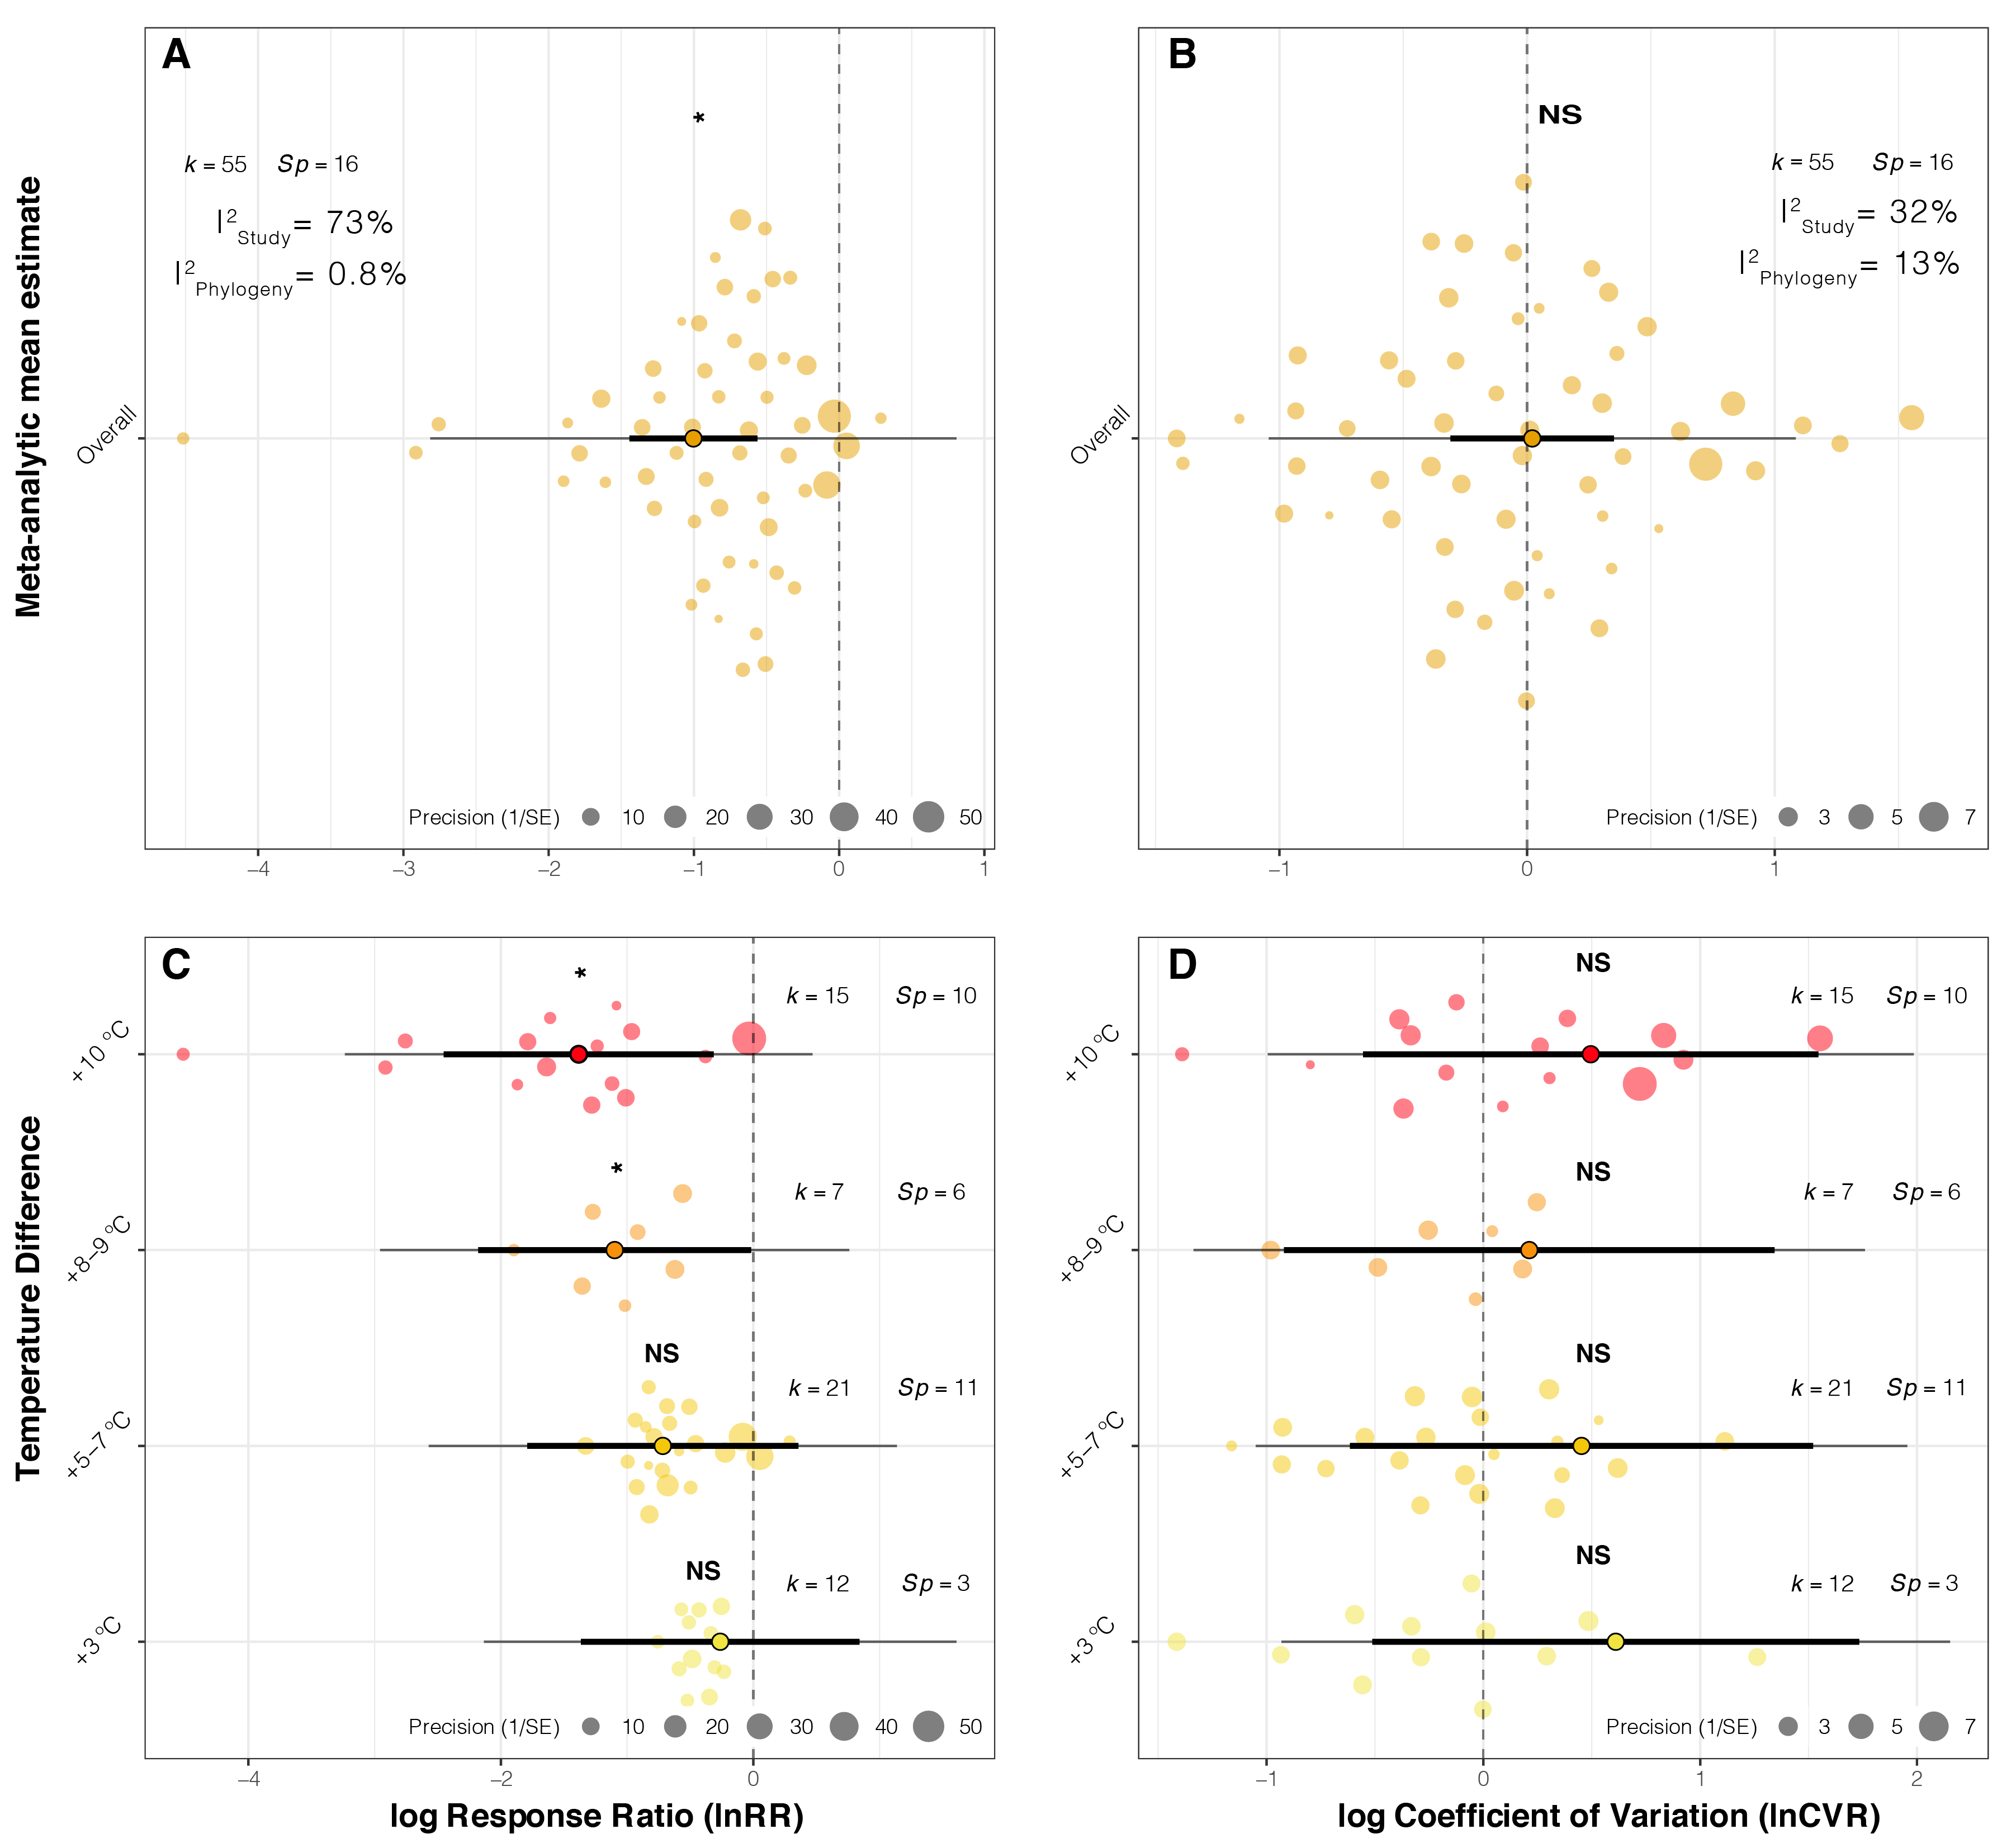 Meta-analytic mean estimate
A
*
k = 55 Sp = 16
I²Study = 73%
I²Phylogeny = 0.8%
Overall
Precision (1/SE) 10 20 30 40 50
−4 −3 −2 −1 0 1
B
NS
k = 55 Sp = 16
I²Study = 32%
I²Phylogeny = 13%
Overall
Precision (1/SE) 3 5 7
−1 0 1
Temperature Difference
C
*
k = 15 Sp = 10
+10 °C
*
k = 7 Sp = 6
+8–9°C
NS
k = 21 Sp = 11
+5–7°C
NS
k = 12 Sp = 3
+3°C
Precision (1/SE) 10 20 30 40 50
−4 −2 0
log Response Ratio (lnRR)
D
NS
k = 15 Sp = 10
+10 °C
NS
k = 7 Sp = 6
+8–9°C
NS
k = 21 Sp = 11
+5–7°C
NS
k = 12 Sp = 3
+3°C
Precision (1/SE) 3 5 7
−1 0 1 2
log Coefficient of Variation (lnCVR)